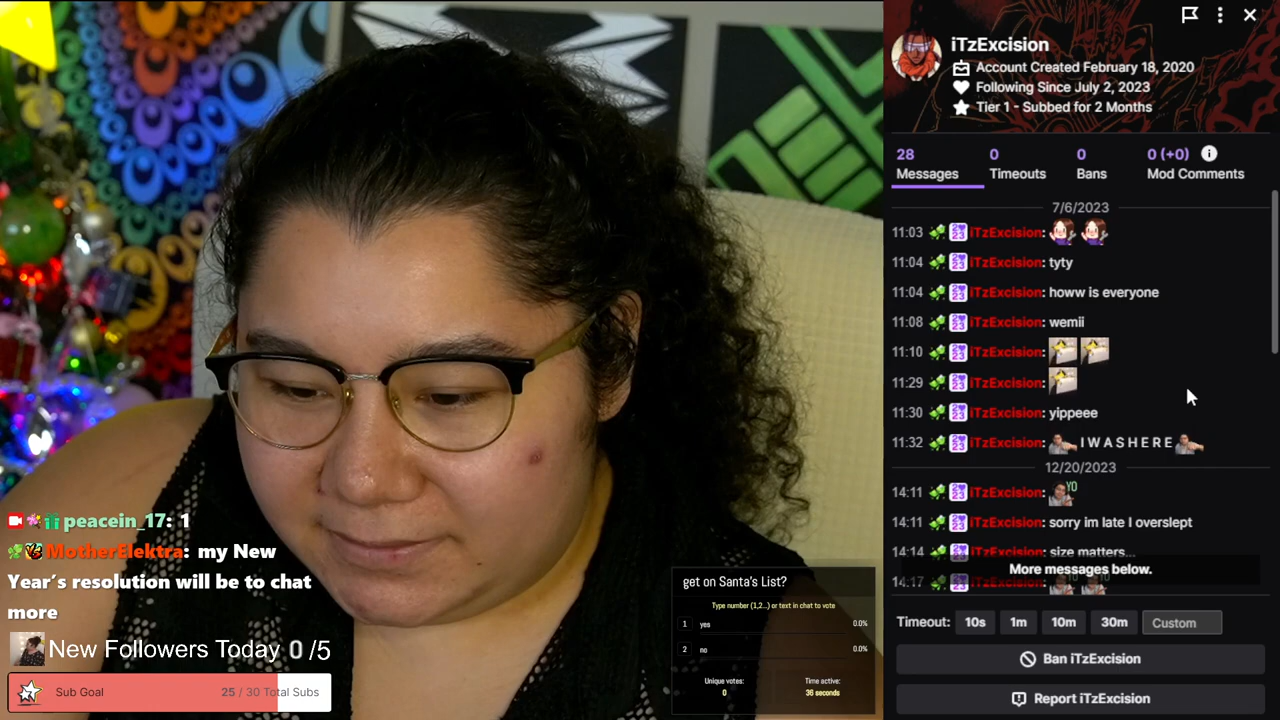 iTzExcision
Account Created February 18, 2020
Following Since July 2, 2023
Tier 1 - Subbed for 2 Months
28 0 0 0 (+0)
Messages Timeouts Bans Mod Comments
7/6/2023
11:03 iTzExcision:
11:04 iTzExcision: tyty
11:04 iTzExcision: howw is everyone
11:08 iTzExcision: wemii
11:10 iTzExcision:
11:29 iTzExcision:
11:30 iTzExcision: yippeee
11:32 iTzExcision: I W A S H E R E
12/20/2023
14:11 iTzExcision: YO
14:11 iTzExcision: sorry im late I overslept
14:14 iTzExcision: size matters...
More messages below.
14:17 iTzExcision:
Timeout: 10s 1m 10m 30m Custom
Ban iTzExcision
Report iTzExcision
peacein_17: 1
MotherElektra: my New
Year's resolution will be to chat
more
New Followers Today 0 /5
Sub Goal 25 / 30 Total Subs
get on Santa's List?
Type number (1,2...) or text in chat to vote
1 yes 0.0%
2 no 0.0%
Unique votes: Time active:
0 36 seconds